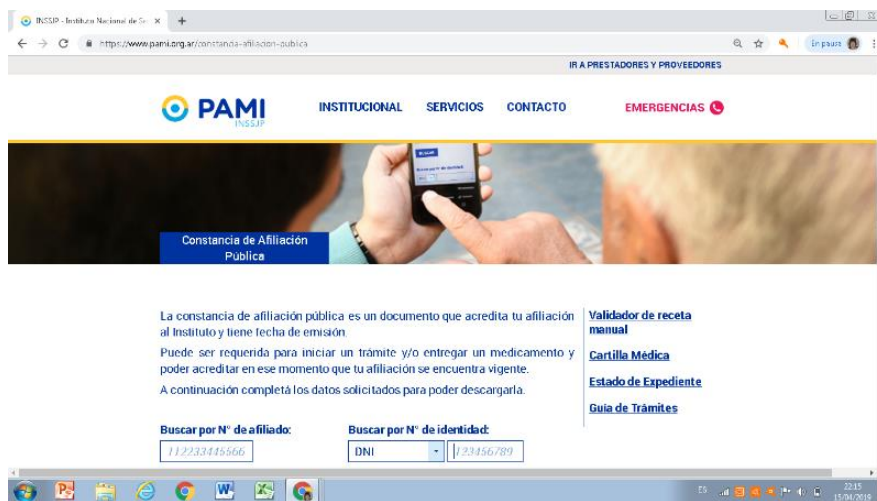 INSSJP - Instituto Nacional de Se
https://www.pami.org.ar/constancia-afiliacion-publica
En pausa
IR A PRESTADORES Y PROVEEDORES
PAMI
INSSJP
INSTITUCIONAL SERVICIOS CONTACTO EMERGENCIAS
BUSCAR
Constancia de Afiliación
Pública
La constancia de afiliación pública es un documento que acredita tu afiliación
al Instituto y tiene fecha de emisión.
Puede ser requerida para iniciar un trámite y/o entregar un medicamento y
poder acreditar en ese momento que tu afiliación se encuentra vigente.
A continuación completá los datos solicitados para poder descargarla.
Validador de receta
manual
Cartilla Médica
Estado de Expediente
Guía de Trámites
Buscar por N° de afiliado: Buscar por N° de identidad:
112233445566 DNI 123456789
ES 22:15
15/04/2019